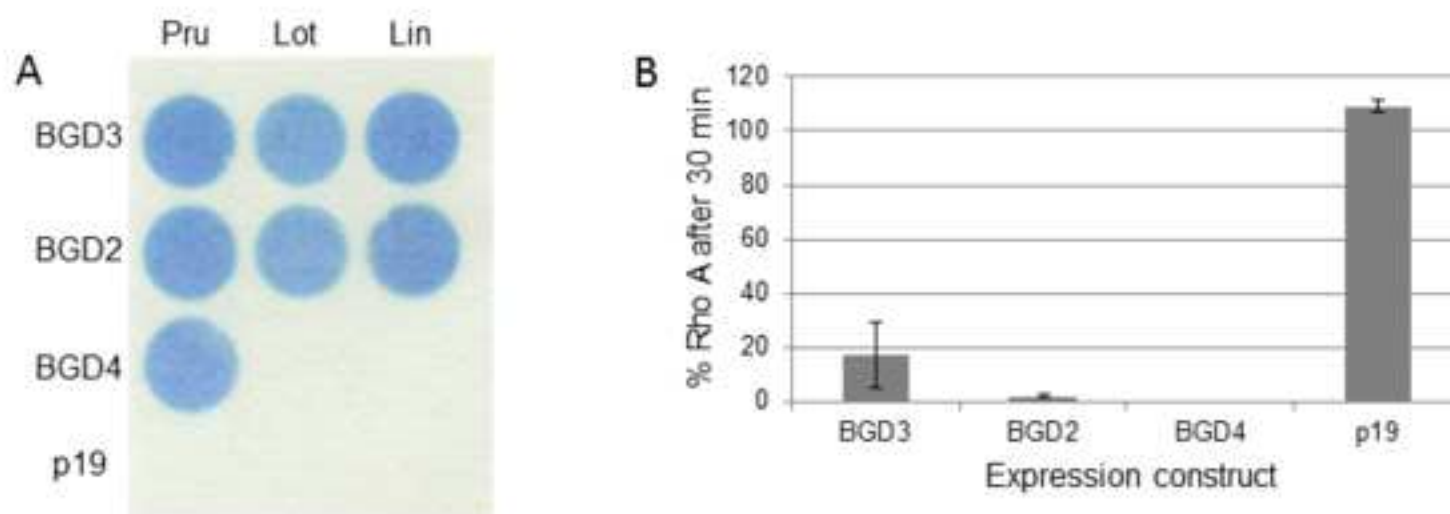 A
Pru Lot Lin
BGD3
BGD2
BGD4
p19
B
% Rho A after 30 min
120
100
80
60
40
20
0
BGD3 BGD2 BGD4 p19
Expression construct